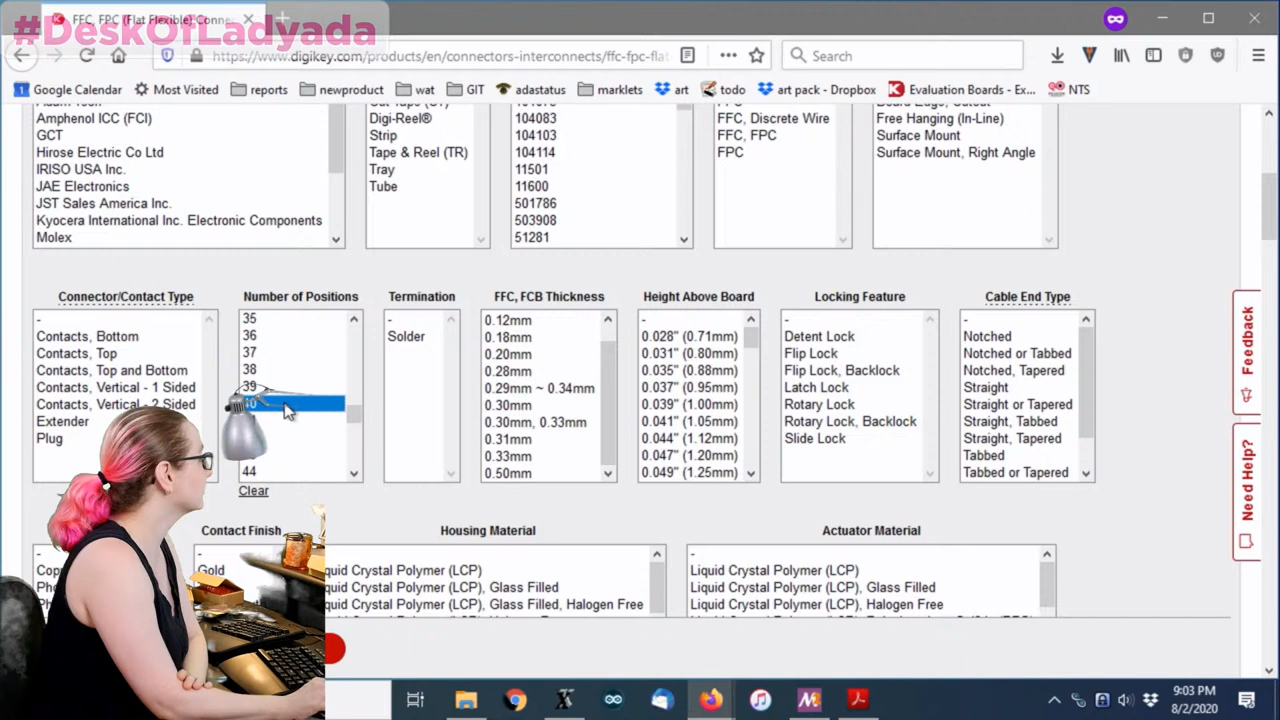 #DeskOfLadyada
FFC, FPC (Flat Flexible) Conne
https://www.digikey.com/products/en/connectors-interconnects/ffc-fpc-flat
Search
Google Calendar
Most Visited
reports
newproduct
wat
GIT
adastatus
marklets
art
todo
art pack - Dropbox
Evaluation Boards - Ex...
NTS
Amphenol ICC (FCI)
GCT
Hirose Electric Co Ltd
IRISO USA Inc.
JAE Electronics
JST Sales America Inc.
Kyocera International Inc. Electronic Components
Molex
Digi-Reel®
Strip
Tape & Reel (TR)
Tray
Tube
104083
104103
104114
11501
11600
501786
503908
51281
FFC, Discrete Wire
FFC, FPC
FPC
Free Hanging (In-Line)
Surface Mount
Surface Mount, Right Angle
Connector/Contact Type
-
Contacts, Bottom
Contacts, Top
Contacts, Top and Bottom
Contacts, Vertical - 1 Sided
Contacts, Vertical - 2 Sided
Extender
Plug
Number of Positions
35
36
37
38
39
44
Clear
Termination
-
Solder
FFC, FCB Thickness
0.12mm
0.18mm
0.20mm
0.28mm
0.29mm ~ 0.34mm
0.30mm
0.30mm, 0.33mm
0.31mm
0.33mm
0.50mm
Height Above Board
-
0.028" (0.71mm)
0.031" (0.80mm)
0.035" (0.88mm)
0.037" (0.95mm)
0.039" (1.00mm)
0.041" (1.05mm)
0.044" (1.12mm)
0.047" (1.20mm)
0.049" (1.25mm)
Locking Feature
-
Detent Lock
Flip Lock
Flip Lock, Backlock
Latch Lock
Rotary Lock
Rotary Lock, Backlock
Slide Lock
Cable End Type
-
Notched
Notched or Tabbed
Notched, Tapered
Straight
Straight or Tapered
Straight, Tabbed
Straight, Tapered
Tabbed
Tabbed or Tapered
Contact Finish
-
Gold
Housing Material
Liquid Crystal Polymer (LCP)
Liquid Crystal Polymer (LCP), Glass Filled
Liquid Crystal Polymer (LCP), Glass Filled, Halogen Free
Actuator Material
-
Liquid Crystal Polymer (LCP)
Liquid Crystal Polymer (LCP), Glass Filled
Liquid Crystal Polymer (LCP), Halogen Free
Feedback
Need Help?
9:03 PM
8/2/2020